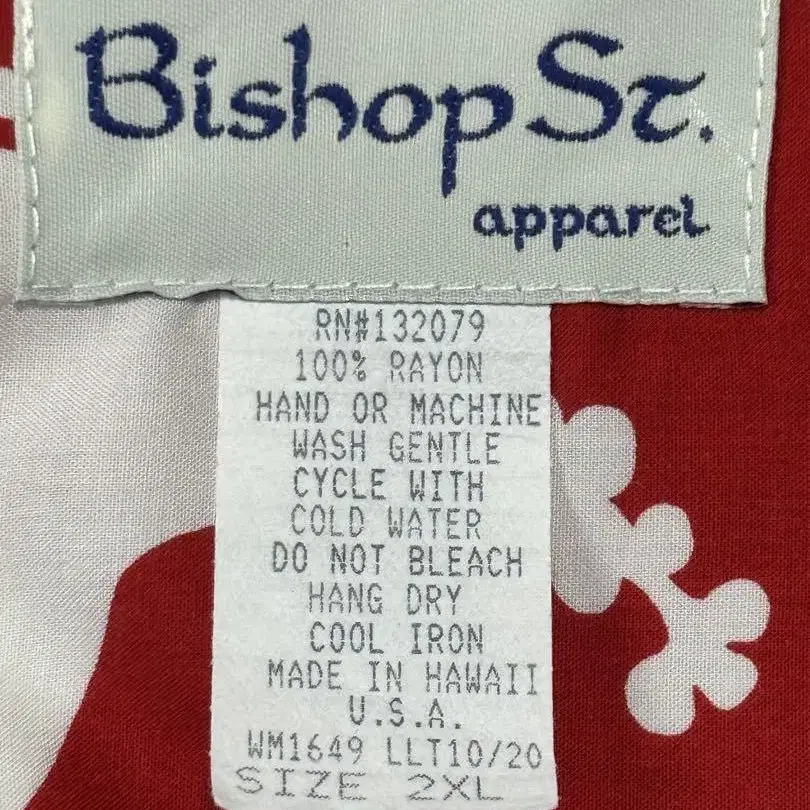 Bishop St.
apparel
RN#132079
100% RAYON
HAND OR MACHINE
WASH GENTLE
CYCLE WITH
COLD WATER
DO NOT BLEACH
HANG DRY
COOL IRON
MADE IN HAWAII
U.S.A.
WM1649 LLT10/20
SIZE 2XL